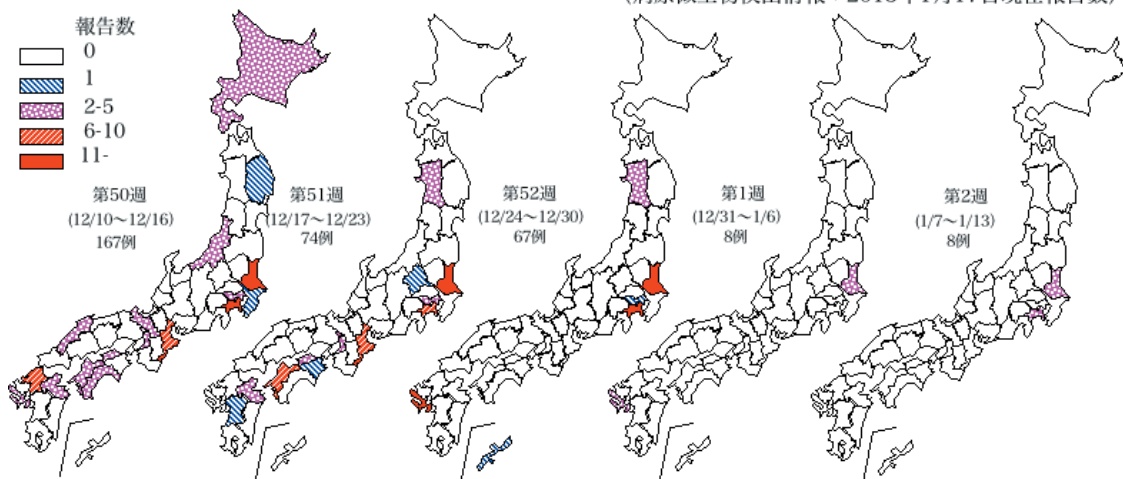 報告数
0
1
2-5
6-10
11-
第50週
(12/10～12/16)
167例
第51週
(12/17～12/23)
74例
第52週
(12/24～12/30)
67例
第1週
(12/31～1/6)
8例
第2週
(1/7～1/13)
8例